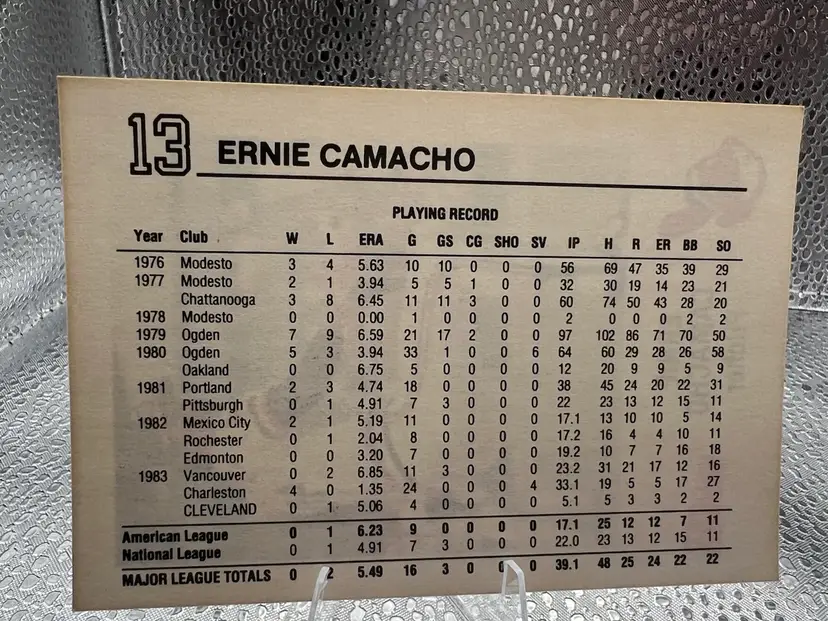 13 ERNIE CAMACHO
PLAYING RECORD
Year Club W L ERA G GS CG SHO SV IP H R ER BB SO
1976 Modesto 3 4 5.63 10 10 0 0 0 56 69 47 35 39 29
1977 Modesto 2 1 3.94 5 5 1 0 0 32 30 19 14 23 21
Chattanooga 3 8 6.45 11 11 3 0 0 60 74 50 43 28 20
1978 Modesto 0 0 0.00 1 0 0 0 0 2 0 0 0 2 2
1979 Ogden 7 9 6.59 21 17 2 0 0 97 102 86 71 70 50
1980 Ogden 5 3 3.94 33 1 0 0 6 64 60 29 28 26 58
Oakland 0 0 6.75 5 0 0 0 0 12 20 9 9 5 9
1981 Portland 2 3 4.74 18 0 0 0 0 38 45 24 20 22 31
Pittsburgh 0 1 4.91 7 3 0 0 0 22 23 13 12 15 11
1982 Mexico City 2 1 5.19 11 0 0 0 0 17.1 13 10 10 5 14
Rochester 0 1 2.04 8 0 0 0 0 17.2 16 4 4 10 11
Edmonton 0 0 3.20 7 0 0 0 0 19.2 10 7 7 16 18
1983 Vancouver 0 2 6.85 11 3 0 0 0 23.2 31 21 17 12 16
Charleston 4 0 1.35 24 0 0 0 4 33.1 19 5 5 17 27
CLEVELAND 0 1 5.06 4 0 0 0 0 5.1 5 3 3 2 2
American League 0 1 6.23 9 0 0 0 0 17.1 25 12 12 7 11
National League 0 1 4.91 7 3 0 0 0 22.0 23 13 12 15 11
MAJOR LEAGUE TOTALS 0 2 5.49 16 3 0 0 0 39.1 48 25 24 22 22